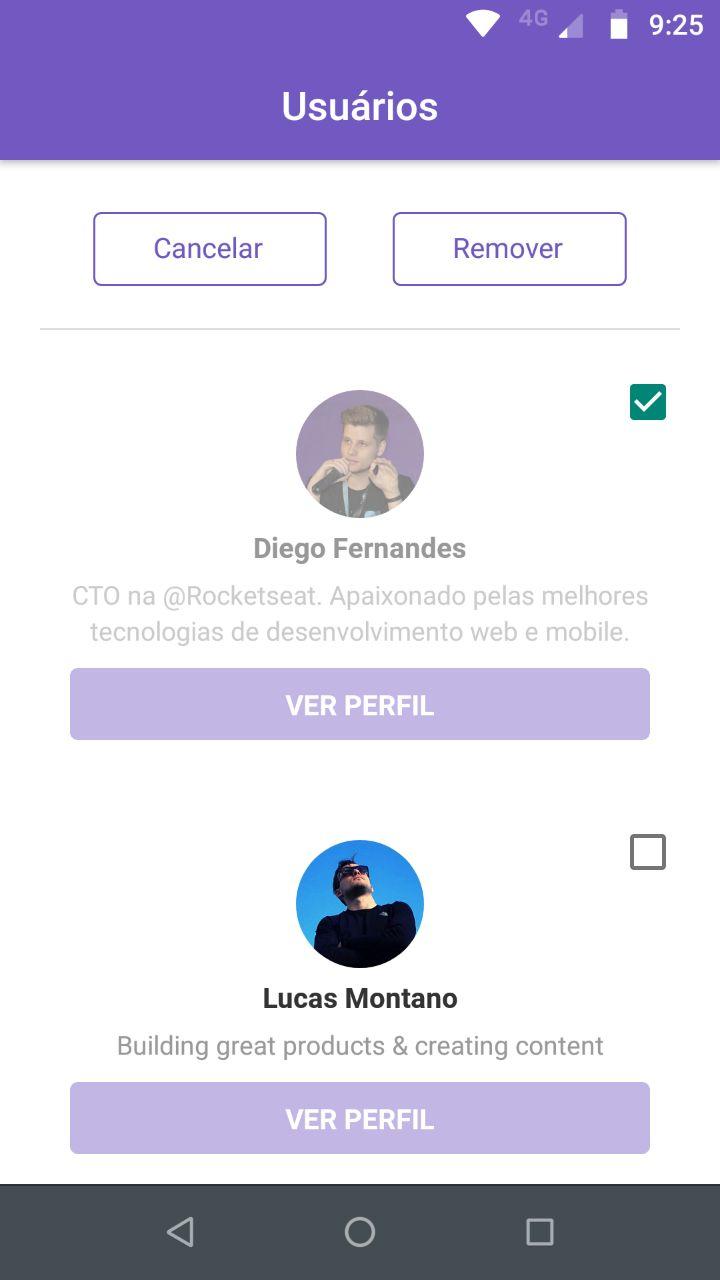 4G 9:25
Usuários
Cancelar Remover
Diego Fernandes
CTO na @Rocketseat. Apaixonado pelas melhores
tecnologias de desenvolvimento web e mobile.
VER PERFIL
Lucas Montano
Building great products & creating content
VER PERFIL